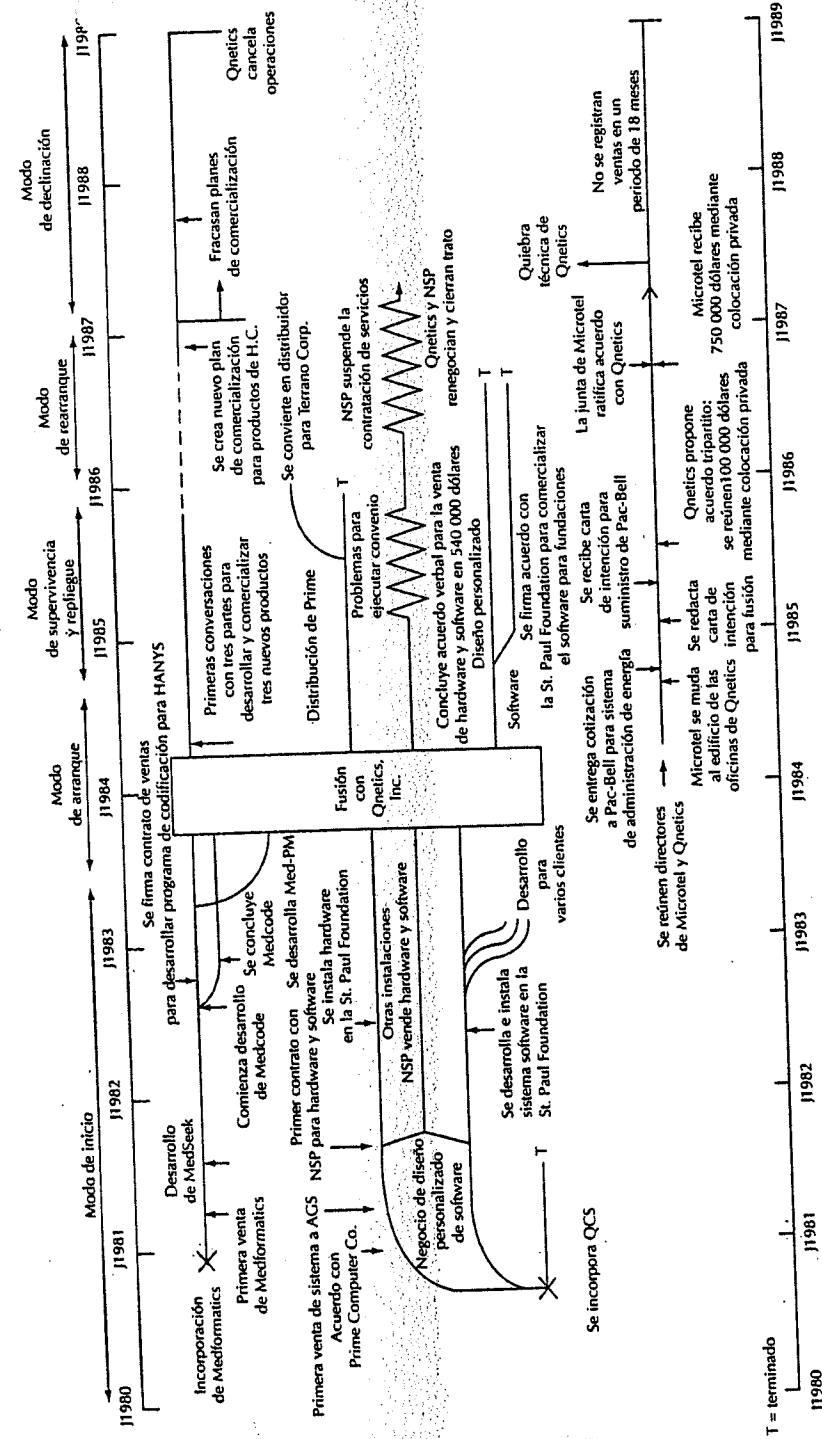 Modo de inicio
Modo
de arranque
Modo
de supervivencia
y repliegue
Modo
de rearranque
Modo
de declinación
J1980
J1981
J1982
J1983
J1984
J1985
J1986
J1987
J1988
Incorporación
de Medformatics
Primera venta
de Medformatics
Desarrollo
de MedSeek
Comienza desarrollo
de Medcode
Se firma contrato de ventas
para desarrollar programa de codificación para HANYS
Se concluye
Medcode
Se desarrolla Med-PM
Primeras conversaciones
con tres partes para
desarrollar y comercializar
tres nuevos productos
Se crea nuevo plan
de comercialización
para productos de H.C.
Fracasan planes
de comercialización
Qnetics
cancela
operaciones
Primera venta de sistema a AGS
Acuerdo con
Prime Computer Co.
Primer contrato con
NSP para hardware y software
Se instala hardware
en la St. Paul Foundation
Otras instalaciones
NSP vende hardware y software
Negocio de diseño
personalizado
de software
Fusión
con
Qnetics,
Inc.
Distribución de Prime
Se convierte en distribuidor
para Terrano Corp.
T
Problemas para
ejecutar convenio
NSP suspende la
contratación de servicios
Qnetics y NSP
renegocian y cierran trato
Concluye acuerdo verbal para la venta
de hardware y software en 540 000 dólares
Diseño personalizado
T
Software
T
Se firma acuerdo con
la St. Paul Foundation para comercializar
el software para fundaciones
Se desarrolla e instala
sistema software en la
St. Paul Foundation
Desarrollo
para
varios clientes
T
Se incorpora QCS
Se reúnen directores
de Microtel y Qnetics
Se entrega cotización
a Pac-Bell para sistema
de administración de energía
Microtel se muda
al edificio de las
oficinas de Qnetics
Se redacta
carta de
intención
para fusión
Se recibe carta
de intención para
suministro de Pac-Bell
Qnetics propone
acuerdo tripartito:
se reúnen100 000 dólares
mediante colocación privada
La junta de Microtel
ratifica acuerdo
con Qnetics
Quiebra
técnica de
Qnetics
Microtel recibe
750 000 dólares mediante
colocación privada
No se registran
ventas en un
periodo de 18 meses
T = terminado
J1980
J1981
J1982
J1983
J1984
J1985
J1986
J1987
J1988
J1989